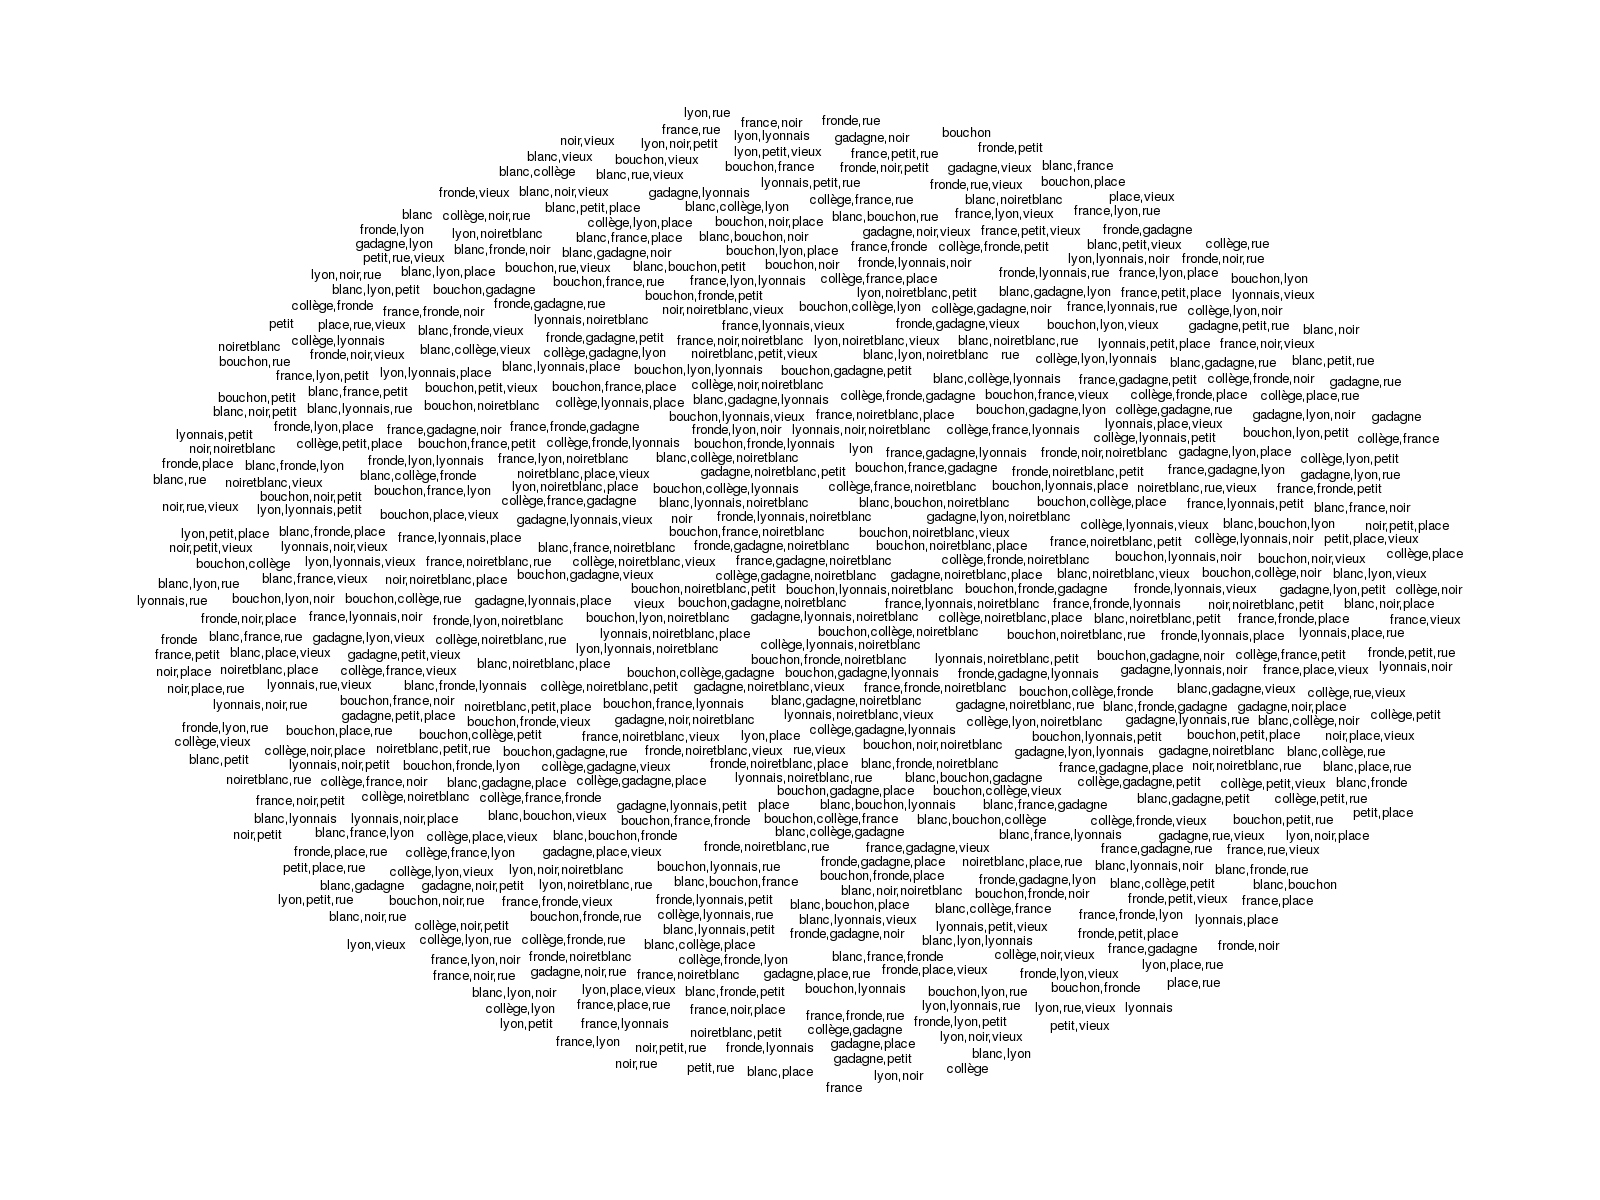 lyon,rue
france,noir fronde,rue
france,rue lyon,lyonnais gadagne,noir bouchon
noir,vieux lyon,noir,petit fronde,petit
blanc,vieux bouchon,vieux lyon,petit,vieux france,petit,rue
blanc,collège blanc,rue,vieux bouchon,france fronde,noir,petit gadagne,vieux blanc,france
lyonnais,petit,rue fronde,rue,vieux bouchon,place
fronde,vieux blanc,noir,vieux gadagne,lyonnais collège,france,rue blanc,noiretblanc place,vieux
blanc collège,noir,rue blanc,petit,place blanc,collège,lyon blanc,bouchon,rue france,lyon,vieux france,lyon,rue
fronde,lyon lyon,noiretblanc collège,lyon,place bouchon,noir,place gadagne,noir,vieux france,petit,vieux fronde,gadagne
gadagne,lyon blanc,fronde,noir blanc,france,place blanc,bouchon,noir france,fronde collège,fronde,petit blanc,petit,vieux collège,rue
petit,rue,vieux blanc,gadagne,noir bouchon,lyon,place lyon,lyonnais,noir fronde,noir,rue
lyon,noir,rue blanc,lyon,place bouchon,rue,vieux blanc,bouchon,petit bouchon,noir fronde,lyonnais,noir fronde,lyonnais,rue france,lyon,place bouchon,lyon
blanc,lyon,petit bouchon,gadagne bouchon,france,rue france,lyon,lyonnais collège,france,place lyon,noiretblanc,petit blanc,gadagne,lyon france,petit,place lyonnais,vieux
collège,fronde france,fronde,noir fronde,gadagne,rue bouchon,fronde,petit noir,noiretblanc,vieux bouchon,collège,lyon collège,gadagne,noir france,lyonnais,rue collège,lyon,noir
petit place,rue,vieux blanc,fronde,vieux lyonnais,noiretblanc france,lyonnais,vieux fronde,gadagne,vieux bouchon,lyon,vieux gadagne,petit,rue blanc,noir
noiretblanc collège,lyonnais fronde,gadagne,petit france,noir,noiretblanc lyon,noiretblanc,vieux blanc,noiretblanc,rue lyonnais,petit,place france,noir,vieux
bouchon,rue fronde,noir,vieux blanc,collège,vieux collège,gadagne,lyon noiretblanc,petit,vieux blanc,lyon,noiretblanc rue collège,lyon,lyonnais blanc,gadagne,rue blanc,petit,rue
france,lyon,petit lyon,lyonnais,place blanc,lyonnais,place bouchon,lyon,lyonnais bouchon,gadagne,petit blanc,collège,lyonnais france,gadagne,petit collège,fronde,noir gadagne,rue
bouchon,petit blanc,france,petit bouchon,petit,vieux bouchon,france,place collège,noir,noiretblanc collège,fronde,gadagne bouchon,france,vieux collège,fronde,place collège,place,rue
blanc,noir,petit blanc,lyonnais,rue bouchon,noiretblanc collège,lyonnais,place blanc,gadagne,lyonnais bouchon,gadagne,lyon collège,gadagne,rue gadagne,lyon,noir gadagne
lyonnais,petit fronde,lyon,place france,gadagne,noir france,fronde,gadagne bouchon,lyonnais,vieux france,noiretblanc,place lyonnais,place,vieux
fronde,lyon,noir lyonnais,noir,noiretblanc collège,france,lyonnais collège,lyonnais,petit bouchon,lyon,petit collège,france
noir,noiretblanc collège,petit,place bouchon,france,petit collège,fronde,lyonnais bouchon,fronde,lyonnais lyon france,gadagne,lyonnais fronde,noir,noiretblanc gadagne,lyon,place collège,lyon,petit
fronde,place blanc,fronde,lyon fronde,lyon,lyonnais france,lyon,noiretblanc blanc,collège,noiretblanc
blanc,rue noiretblanc,vieux blanc,collège,fronde noiretblanc,place,vieux gadagne,noiretblanc,petit bouchon,france,gadagne fronde,noiretblanc,petit france,gadagne,lyon gadagne,lyon,rue
bouchon,noir,petit bouchon,france,lyon lyon,noiretblanc,place bouchon,collège,lyonnais collège,france,noiretblanc bouchon,lyonnais,place noiretblanc,rue,vieux france,fronde,petit
noir,rue,vieux lyon,lyonnais,petit bouchon,place,vieux collège,france,gadagne blanc,lyonnais,noiretblanc blanc,bouchon,noiretblanc bouchon,collège,place france,lyonnais,petit blanc,france,noir
gadagne,lyonnais,vieux noir fronde,lyonnais,noiretblanc gadagne,lyon,noiretblanc collège,lyonnais,vieux blanc,bouchon,lyon noir,petit,place
lyon,petit,place blanc,fronde,place france,lyonnais,place bouchon,france,noiretblanc bouchon,noiretblanc,vieux france,noiretblanc,petit collège,lyonnais,noir petit,place,vieux
noir,petit,vieux lyonnais,noir,vieux blanc,france,noiretblanc fronde,gadagne,noiretblanc bouchon,noiretblanc,place collège,place
bouchon,collège lyon,lyonnais,vieux france,noiretblanc,rue collège,noiretblanc,vieux france,gadagne,noiretblanc collège,fronde,noiretblanc bouchon,lyonnais,noir bouchon,noir,vieux
blanc,lyon,rue blanc,france,vieux noir,noiretblanc,place bouchon,gadagne,vieux collège,gadagne,noiretblanc gadagne,noiretblanc,place blanc,noiretblanc,vieux bouchon,collège,noir blanc,lyon,vieux
bouchon,noiretblanc,petit bouchon,lyonnais,noiretblanc bouchon,fronde,gadagne fronde,lyonnais,vieux gadagne,lyon,petit collège,noir
lyonnais,rue bouchon,lyon,noir bouchon,collège,rue gadagne,lyonnais,place vieux bouchon,gadagne,noiretblanc france,lyonnais,noiretblanc france,fronde,lyonnais noir,noiretblanc,petit blanc,noir,place
fronde,noir,place france,lyonnais,noir fronde,lyon,noiretblanc bouchon,lyon,noiretblanc gadagne,lyonnais,noiretblanc collège,noiretblanc,place blanc,noiretblanc,petit france,fronde,place france,vieux
fronde blanc,france,rue gadagne,lyon,vieux collège,noiretblanc,rue lyonnais,noiretblanc,place bouchon,collège,noiretblanc bouchon,noiretblanc,rue fronde,lyonnais,place lyonnais,place,rue
france,petit blanc,place,vieux gadagne,petit,vieux lyon,lyonnais,noiretblanc collège,lyonnais,noiretblanc bouchon,gadagne,noir collège,france,petit fronde,petit,rue
noir,place noiretblanc,place collège,france,vieux blanc,noiretblanc,place bouchon,fronde,noiretblanc lyonnais,noiretblanc,petit gadagne,lyonnais,noir france,place,vieux lyonnais,noir
noir,place,rue lyonnais,rue,vieux blanc,fronde,lyonnais collège,noiretblanc,petit bouchon,collège,gadagne bouchon,gadagne,lyonnais fronde,gadagne,lyonnais
gadagne,noiretblanc,vieux france,fronde,noiretblanc bouchon,collège,fronde blanc,gadagne,vieux collège,rue,vieux
lyonnais,noir,rue bouchon,france,noir noiretblanc,petit,place bouchon,france,lyonnais blanc,gadagne,noiretblanc gadagne,noiretblanc,rue blanc,fronde,gadagne gadagne,noir,place
fronde,lyon,rue gadagne,petit,place bouchon,fronde,vieux gadagne,noir,noiretblanc lyonnais,noiretblanc,vieux collège,lyon,noiretblanc gadagne,lyonnais,rue blanc,collège,noir collège,petit
collège,vieux bouchon,place,rue bouchon,collège,petit france,noiretblanc,vieux lyon,place collège,gadagne,lyonnais bouchon,lyonnais,petit bouchon,petit,place noir,place,vieux
blanc,petit collège,noir,place noiretblanc,petit,rue bouchon,gadagne,rue fronde,noiretblanc,vieux rue,vieux bouchon,noir,noiretblanc gadagne,lyon,lyonnais gadagne,noiretblanc blanc,collège,rue
lyonnais,noir,petit bouchon,fronde,lyon collège,gadagne,vieux fronde,noiretblanc,place blanc,fronde,noiretblanc france,gadagne,place noir,noiretblanc,rue blanc,place,rue
noiretblanc,rue collège,france,noir blanc,gadagne,place collège,gadagne,place lyonnais,noiretblanc,rue blanc,bouchon,gadagne collège,gadagne,petit collège,petit,vieux blanc,fronde
france,noir,petit collège,noiretblanc collège,france,fronde bouchon,gadagne,place bouchon,collège,vieux blanc,gadagne,petit collège,petit,rue
blanc,lyonnais lyonnais,noir,place blanc,bouchon,vieux gadagne,lyonnais,petit place blanc,bouchon,lyonnais blanc,france,gadagne petit,place
noir,petit blanc,france,lyon collège,place,vieux bouchon,france,fronde bouchon,collège,france blanc,bouchon,collège collège,fronde,vieux bouchon,petit,rue
blanc,bouchon,fronde blanc,collège,gadagne blanc,france,lyonnais gadagne,rue,vieux lyon,noir,place
fronde,place,rue collège,france,lyon gadagne,place,vieux fronde,noiretblanc,rue france,gadagne,vieux france,gadagne,rue france,rue,vieux
petit,place,rue collège,lyon,vieux lyon,noir,noiretblanc bouchon,lyonnais,rue fronde,gadagne,place noiretblanc,place,rue blanc,lyonnais,noir blanc,fronde,rue
blanc,gadagne gadagne,noir,petit lyon,noiretblanc,rue blanc,bouchon,france bouchon,fronde,place fronde,gadagne,lyon blanc,collège,petit blanc,bouchon
lyon,petit,rue bouchon,noir,rue france,fronde,vieux fronde,lyonnais,petit blanc,noir,noiretblanc bouchon,fronde,noir fronde,petit,vieux france,place
blanc,noir,rue bouchon,fronde,rue collège,lyonnais,rue blanc,bouchon,place blanc,collège,france france,fronde,lyon lyonnais,place
collège,noir,petit blanc,lyonnais,petit blanc,lyonnais,vieux lyonnais,petit,vieux fronde,petit,place
lyon,vieux collège,lyon,rue collège,fronde,rue blanc,collège,place fronde,gadagne,noir blanc,lyon,lyonnais france,gadagne fronde,noir
france,lyon,noir fronde,noiretblanc collège,fronde,lyon blanc,france,fronde collège,noir,vieux lyon,place,rue
france,noir,rue gadagne,noir,rue france,noiretblanc gadagne,place,rue fronde,place,vieux fronde,lyon,vieux place,rue
blanc,lyon,noir lyon,place,vieux blanc,fronde,petit bouchon,lyonnais bouchon,lyon,rue bouchon,fronde
collège,lyon france,place,rue france,noir,place lyon,lyonnais,rue lyon,rue,vieux lyonnais
lyon,petit france,lyonnais noiretblanc,petit france,fronde,rue fronde,lyon,petit petit,vieux
france,lyon noir,petit,rue fronde,lyonnais collège,gadagne gadagne,place lyon,noir,vieux
noir,rue petit,rue blanc,place gadagne,petit lyon,noir collège blanc,lyon
france